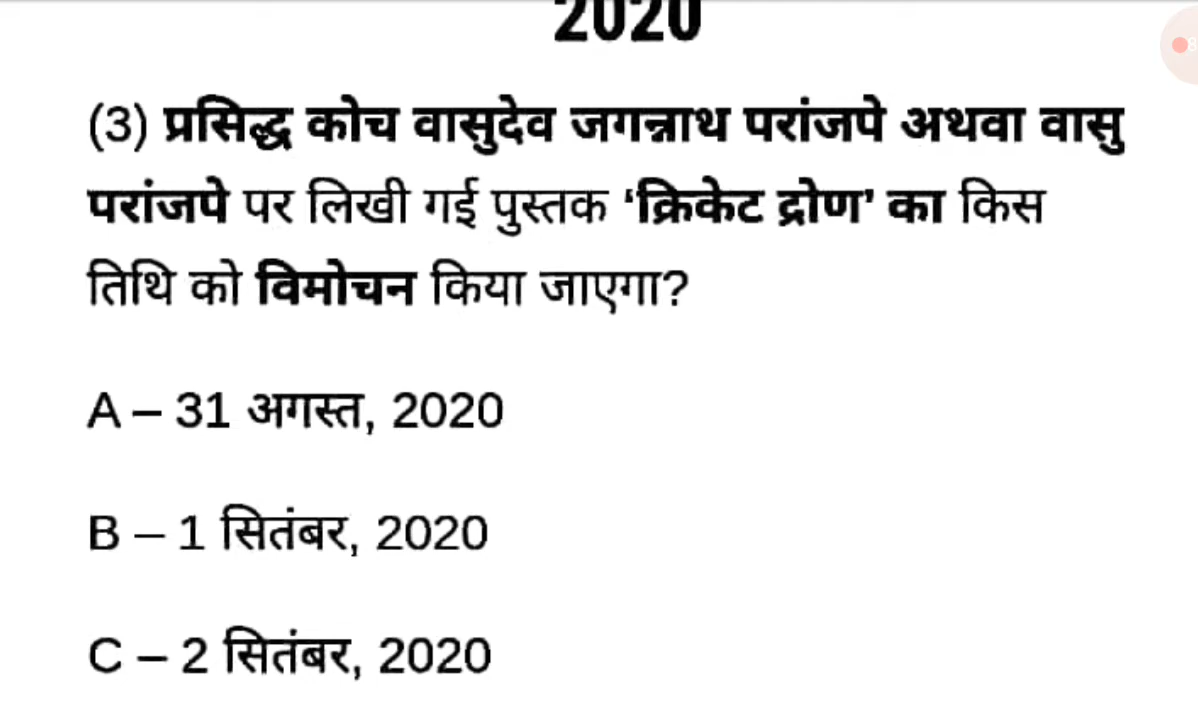 2020
(3) प्रसिद्ध कोच वासुदेव जगन्नाथ परांजपे अथवा वासु
परांजपे पर लिखी गई पुस्तक ‘क्रिकेट द्रोण’ का किस
तिथि को विमोचन किया जाएगा?
A – 31 अगस्त, 2020
B – 1 सितंबर, 2020
C – 2 सितंबर, 2020